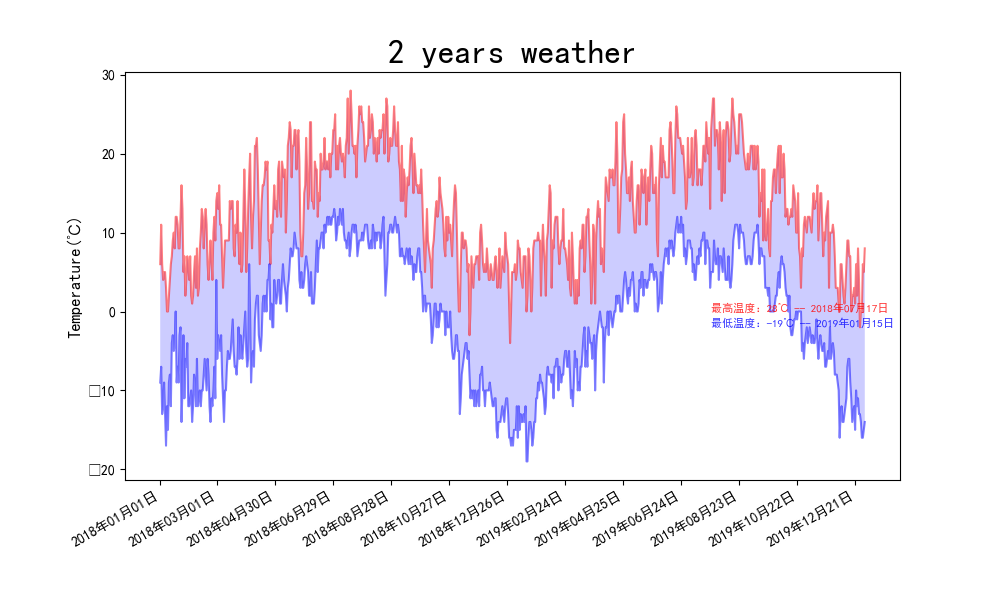 2 years weather
Temperature(℃)
30
20
10
0
□10
□20
最高温度：28℃ — 2018年07月17日
最低温度：-19℃ — 2019年01月15日
2018年01月01日
2018年03月01日
2018年04月30日
2018年06月29日
2018年08月28日
2018年10月27日
2018年12月26日
2019年02月24日
2019年04月25日
2019年06月24日
2019年08月23日
2019年10月22日
2019年12月21日